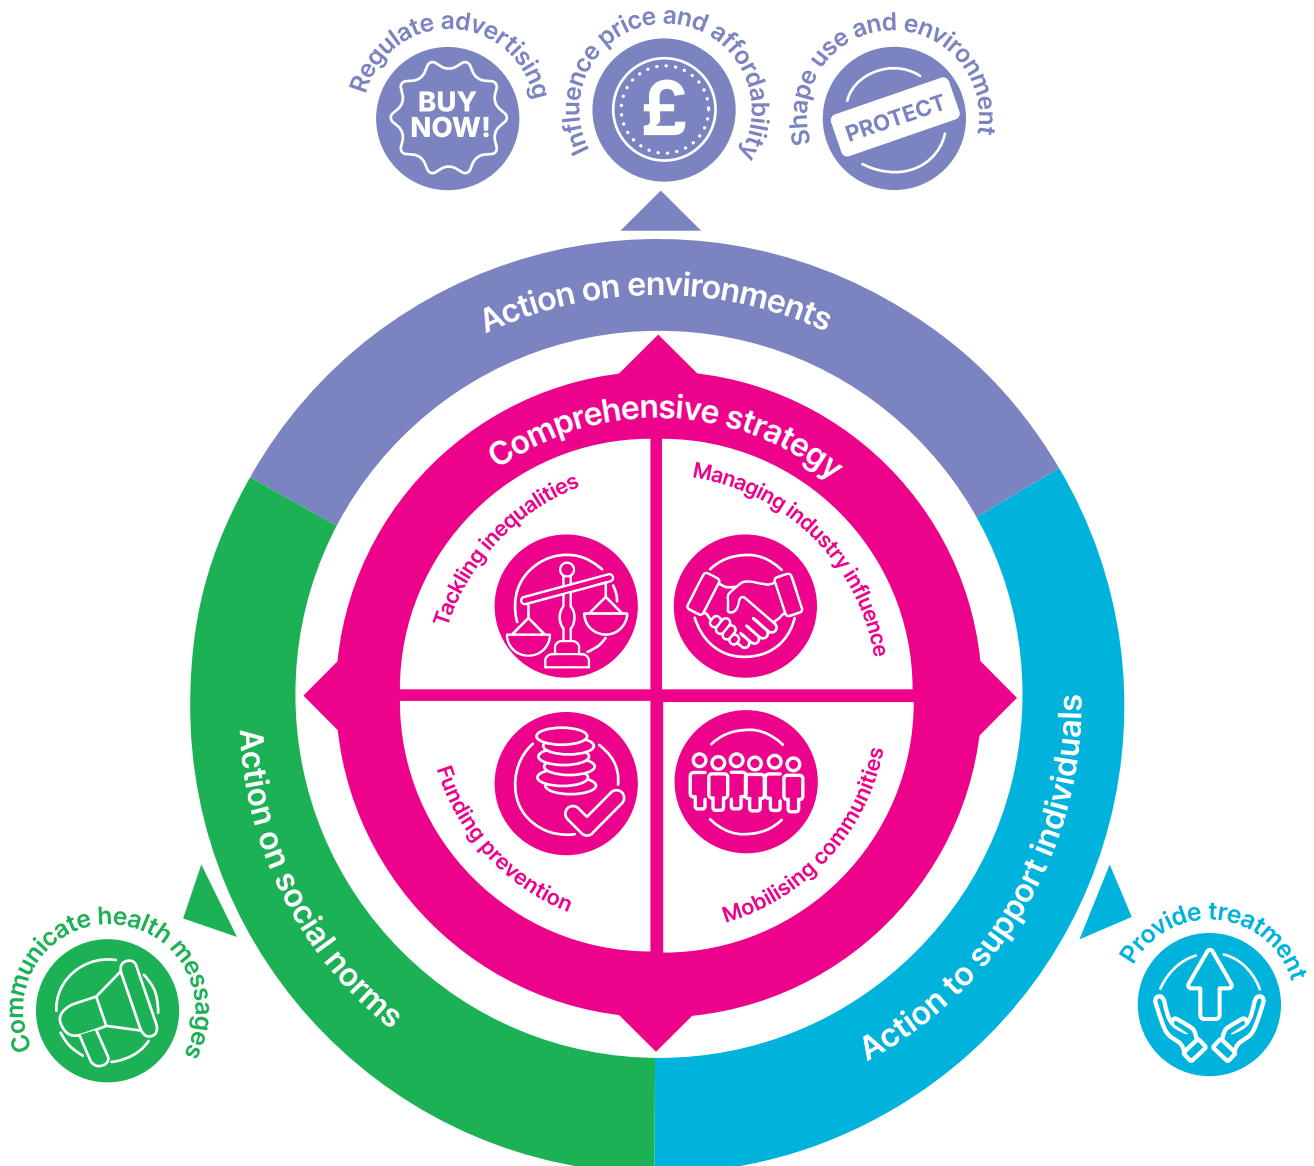 Regulate advertising
BUY
NOW!
Influence price and affordability
£
Shape use and environment
PROTECT
Action on environments
Comprehensive strategy
Tackling inequalities
Managing industry influence
Funding prevention
Mobilising communities
Action on social norms
Action to support individuals
Communicate health messages
Provide treatment